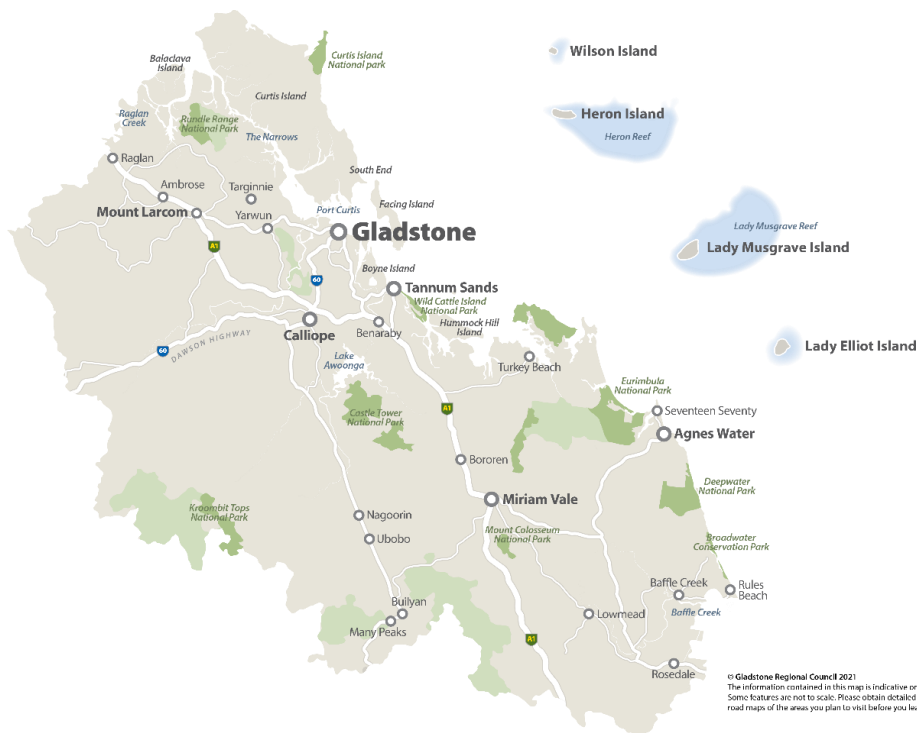 Wilson Island
Curtis Island
National park
Balaclava
Island
Curtis Island
Heron Island
Heron Reef
Raglan
Creek
Rundle Range
National Park
The Narrows
Raglan
South End
Ambrose
Targinnie
Facing Island
Mount Larcom
Yarwun
Port Curtis
Gladstone
Lady Musgrave Reef
Lady Musgrave Island
A1
Boyne Island
60
Tannum Sands
Wild Cattle Island
National Park
Hummock Hill
Island
Calliope
Benaraby
DAWSON HIGHWAY
60
Lake
Awoonga
Turkey Beach
Lady Elliot Island
Eurimbula
National Park
A1
Castle Tower
National Park
Seventeen Seventy
Agnes Water
Bororen
Deepwater
National Park
Miriam Vale
Kroombit Tops
National Park
Nagoorin
Ubobo
Mount Colosseum
National Park
Broadwater
Conservation Park
Baffle Creek
Rules
Beach
Baffle Creek
Builyan
Many Peaks
Lowmead
A1
Rosedale
© Gladstone Regional Council 2021
The information contained in this map is indicative
Some features are not to scale. Please obtain detailed
road maps of the areas you plan to visit before you